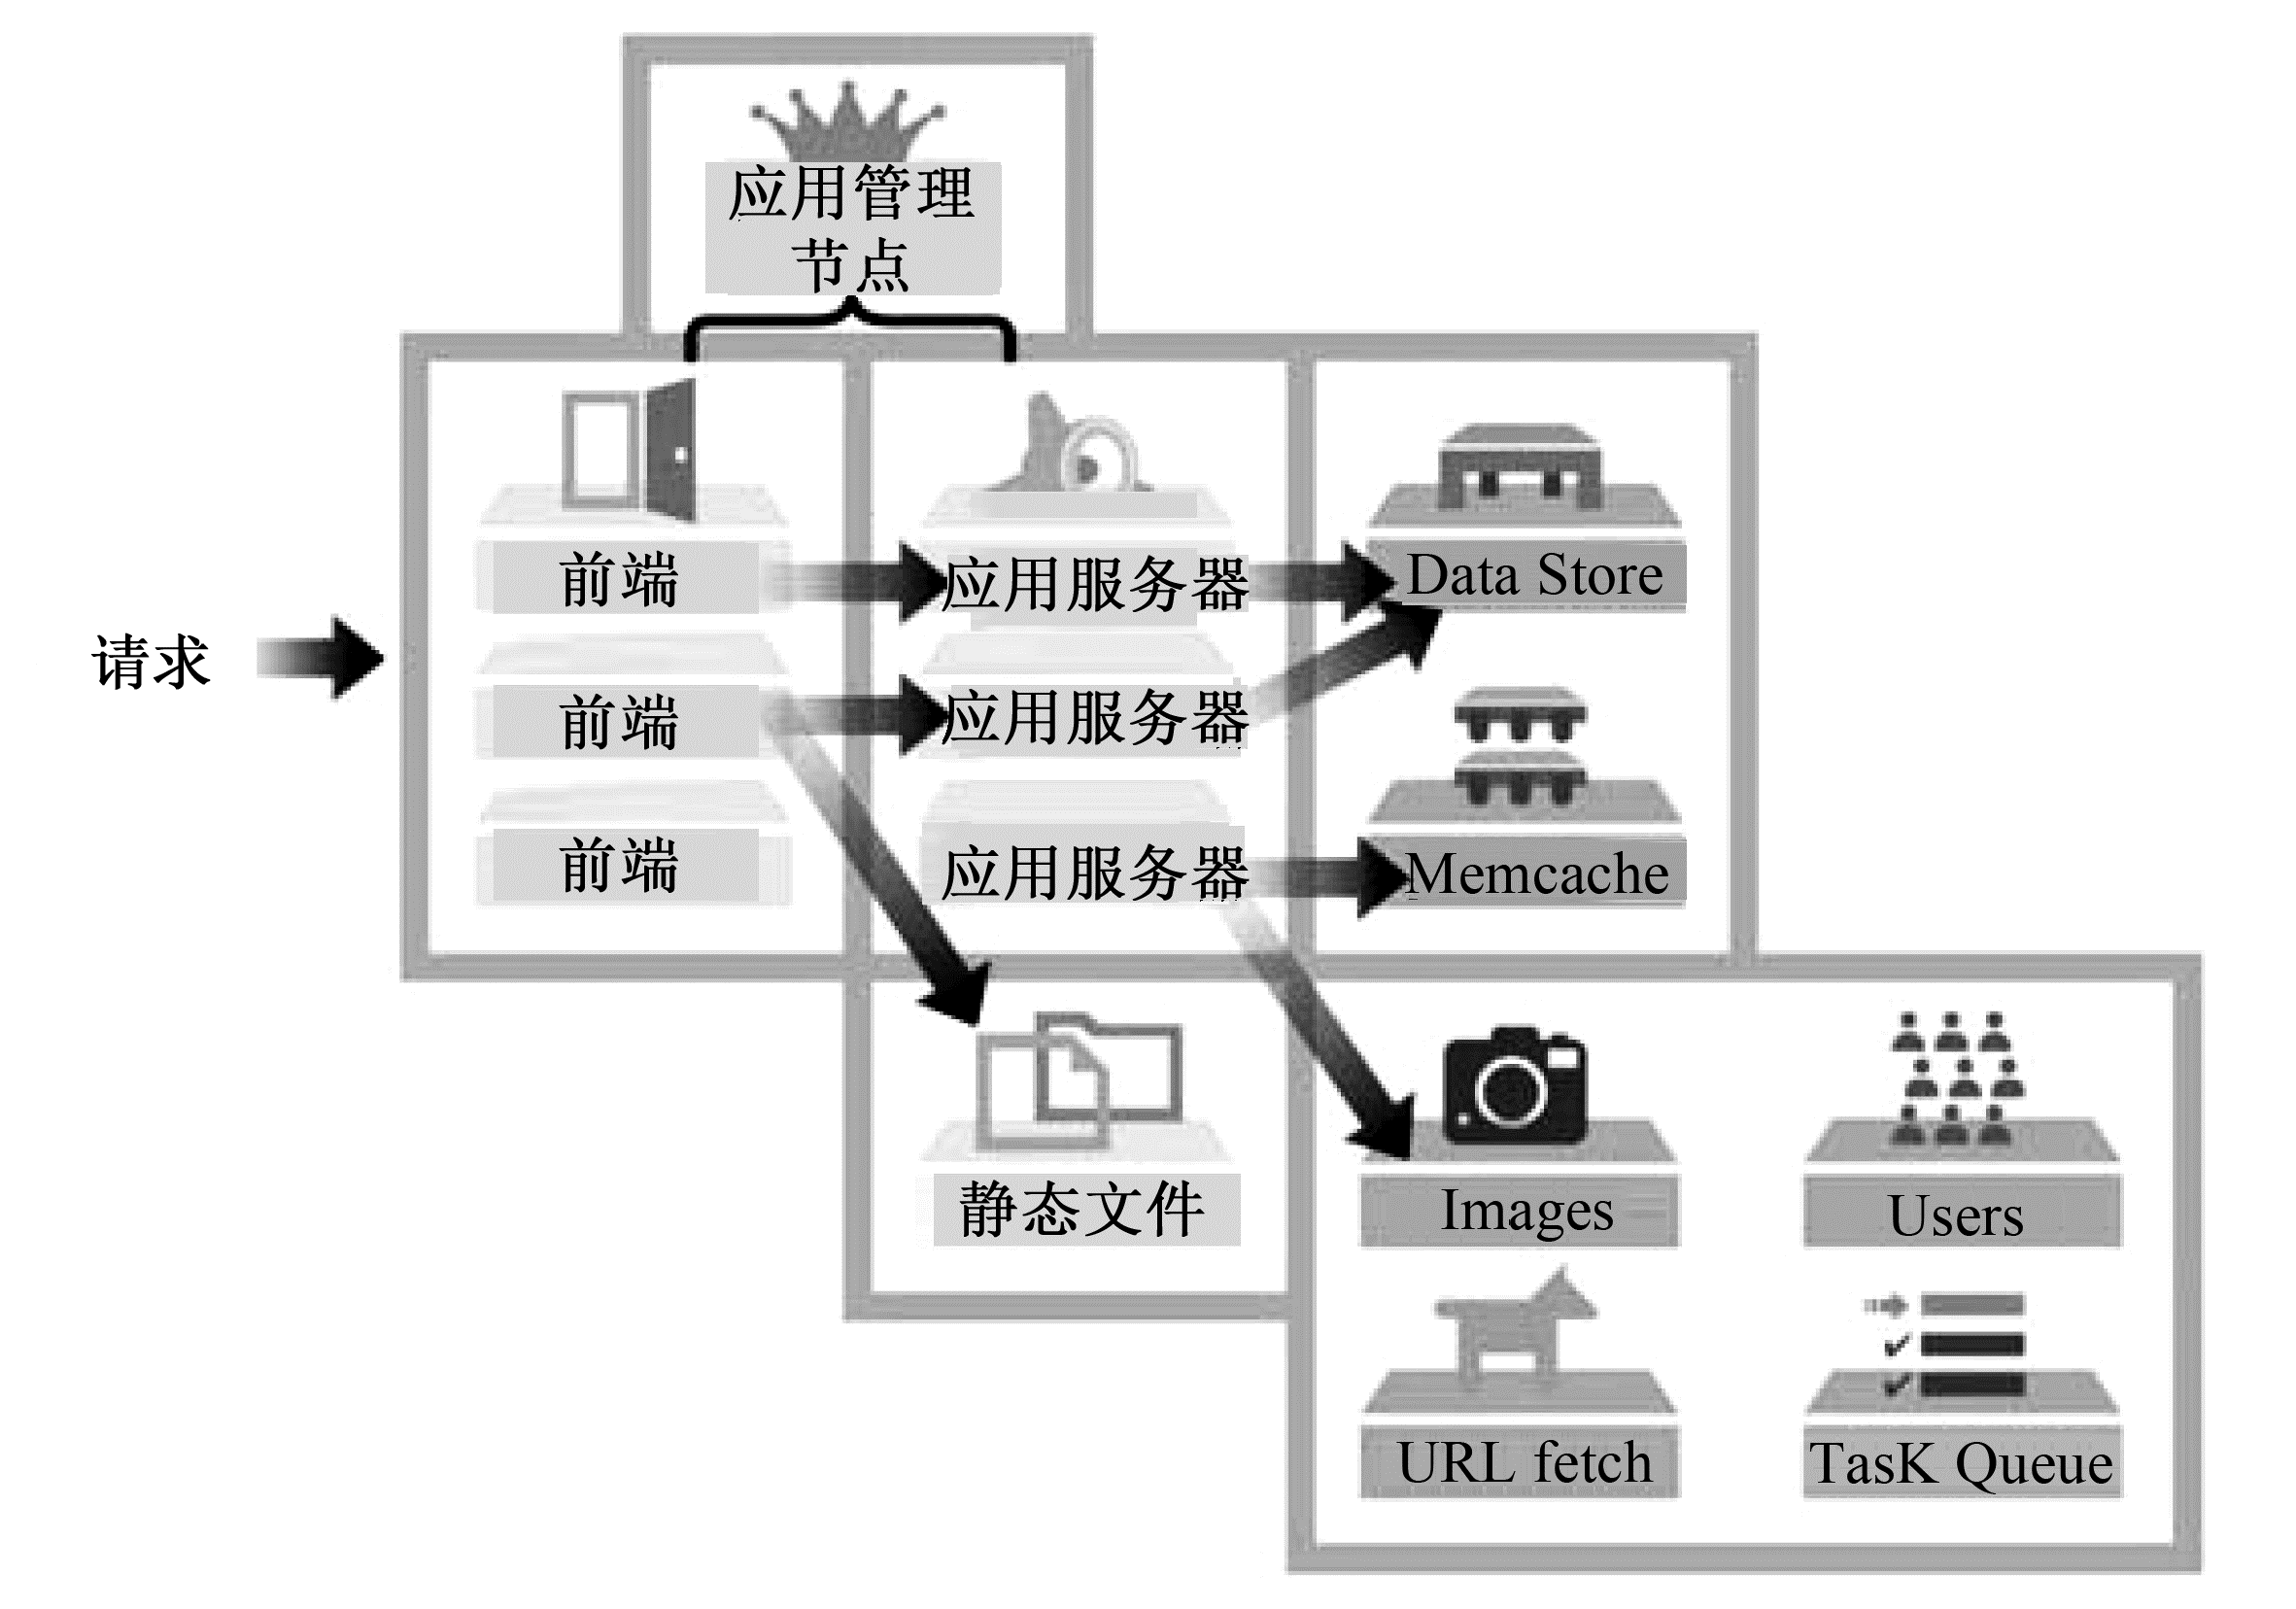 应用管理
节点
请求
前端
应用服务器
Data Store
前端
应用服务器
前端
应用服务器
Memcache
静态文件
Images
Users
URL fetch
TasK Queue